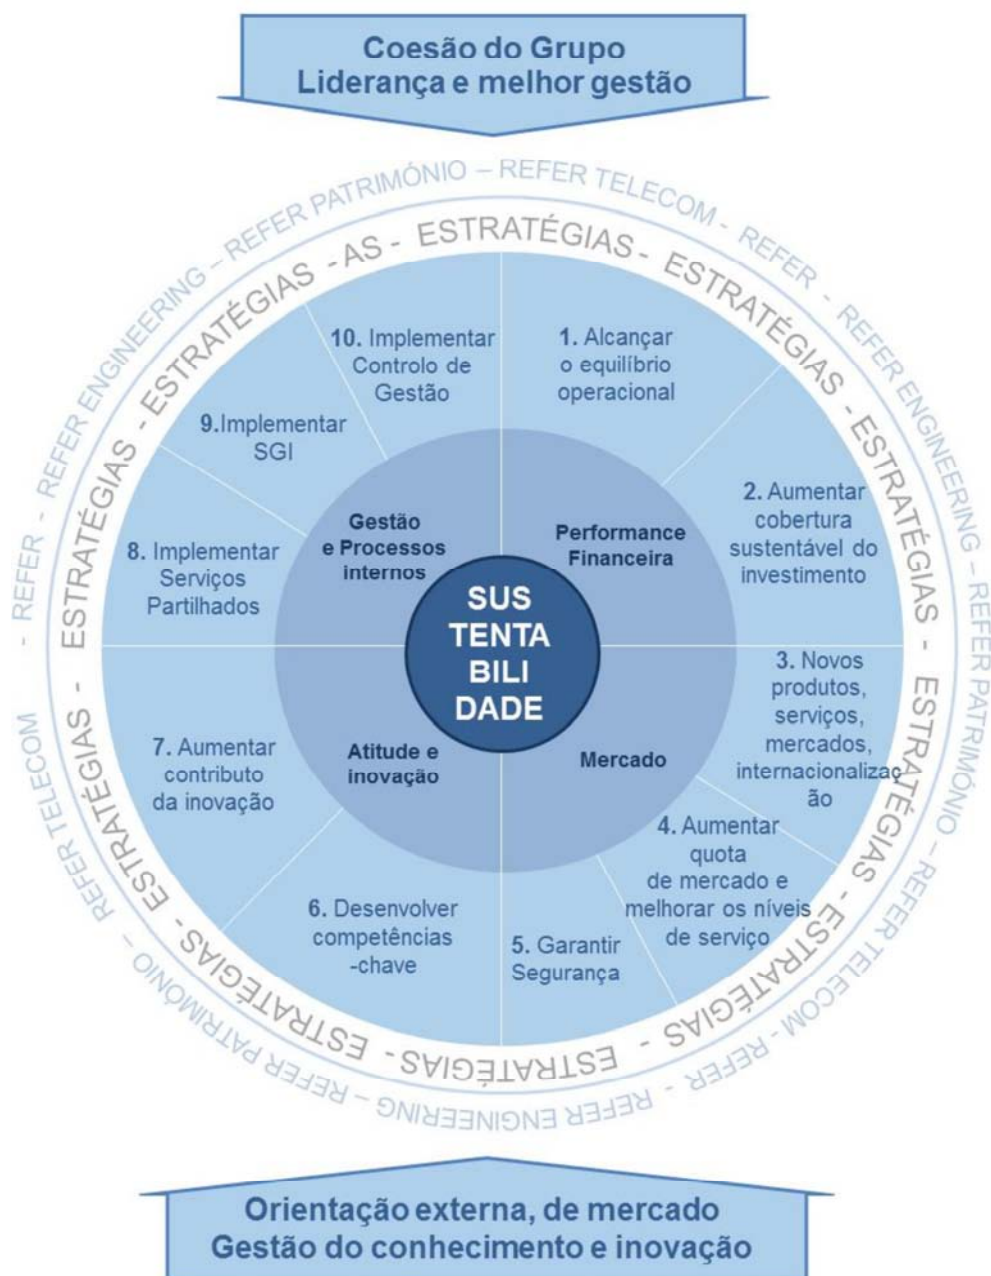 Coesão do Grupo
Liderança e melhor gestão
- REFER - REFER ENGINEERING – REFER PATRIMÓNIO – REFER TELECOM - REFER - REFER ENGINEERING – REFER PATRIMÓNIO – REFER TELECOM - REFER - REFER ENGINEERING – REFER PATRIMÓNIO – REFER TELECOM
ESTRATÉGIAS - ESTRATÉGIAS - AS - ESTRATÉGIAS - ESTRATÉGIAS - ESTRATÉGIAS - ESTRATÉGIAS - ESTRATÉGIAS - ESTRATÉGIAS - ESTRATÉGIAS - ESTRATÉGIAS - ESTRATÉGIAS -
10. Implementar
Controlo de
Gestão
1. Alcançar
o equilíbrio
operacional
9.Implementar
SGI
2. Aumentar
cobertura
sustentável do
investimento
8. Implementar
Serviços
Partilhados
Gestão
e Processos
internos
Performance
Financeira
SUS
TENTA
BILI
DADE
3. Novos
produtos,
serviços,
mercados,
internacionalizaç
ão
7. Aumentar
contributo
da inovação
Atitude e
inovação
Mercado
4. Aumentar
quota
de mercado e
melhorar os níveis
de serviço
6. Desenvolver
competências
-chave
5. Garantir
Segurança
Orientação externa, de mercado
Gestão do conhecimento e inovação